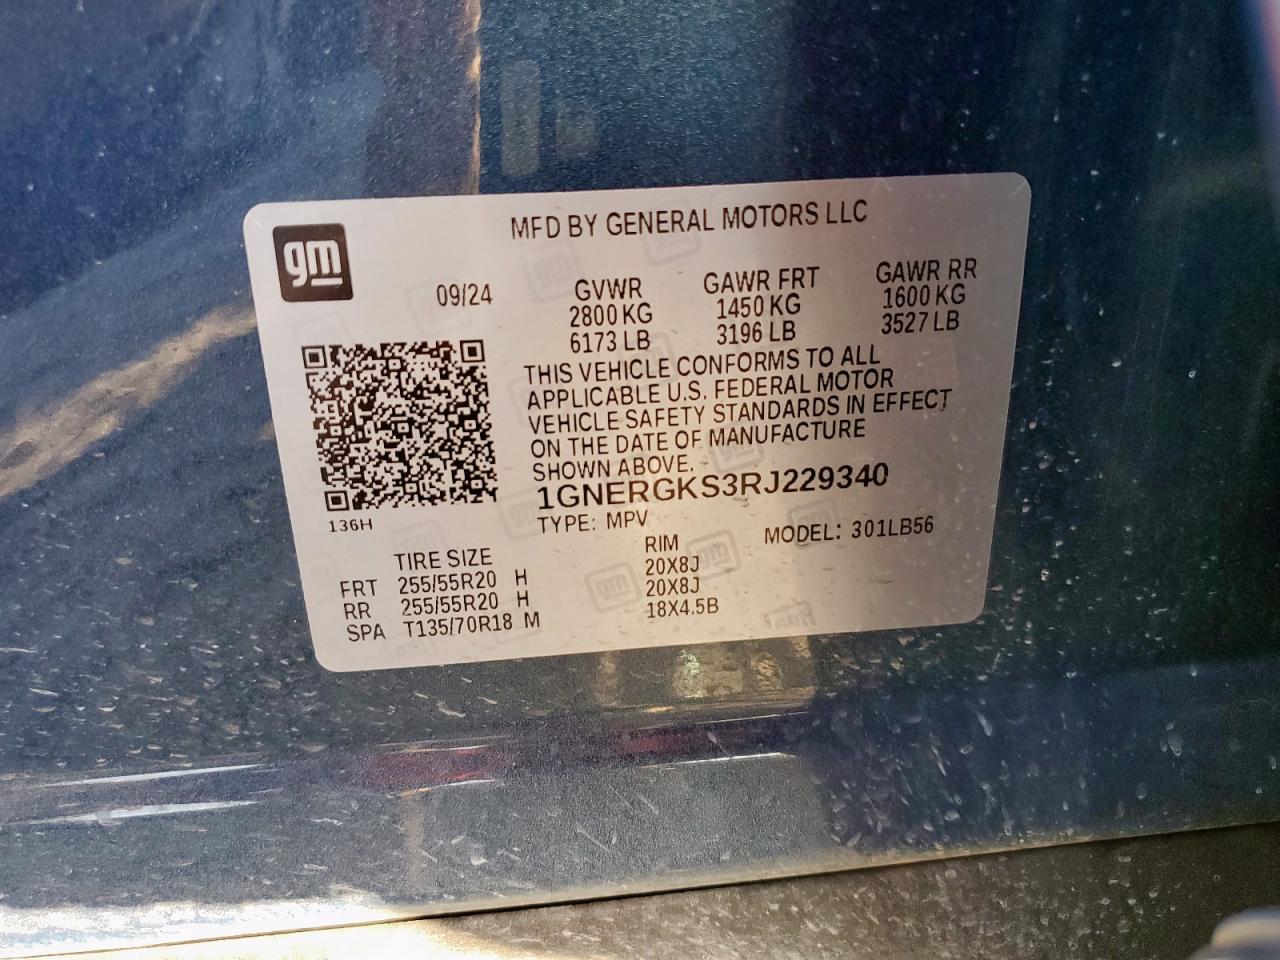 MFD BY GENERAL MOTORS LLC
gm
09/24 GVWR GAWR FRT GAWR RR
2800 KG 1450 KG 1600 KG
6173 LB 3196 LB 3527 LB
THIS VEHICLE CONFORMS TO ALL
APPLICABLE U.S. FEDERAL MOTOR
VEHICLE SAFETY STANDARDS IN EFFECT
ON THE DATE OF MANUFACTURE
SHOWN ABOVE.
1GNERGKS3RJ229340
136H
TYPE: MPV MODEL: 301LB56
TIRE SIZE RIM
FRT 255/55R20 H 20X8J
RR 255/55R20 H 20X8J
SPA T135/70R18 M 18X4.5B